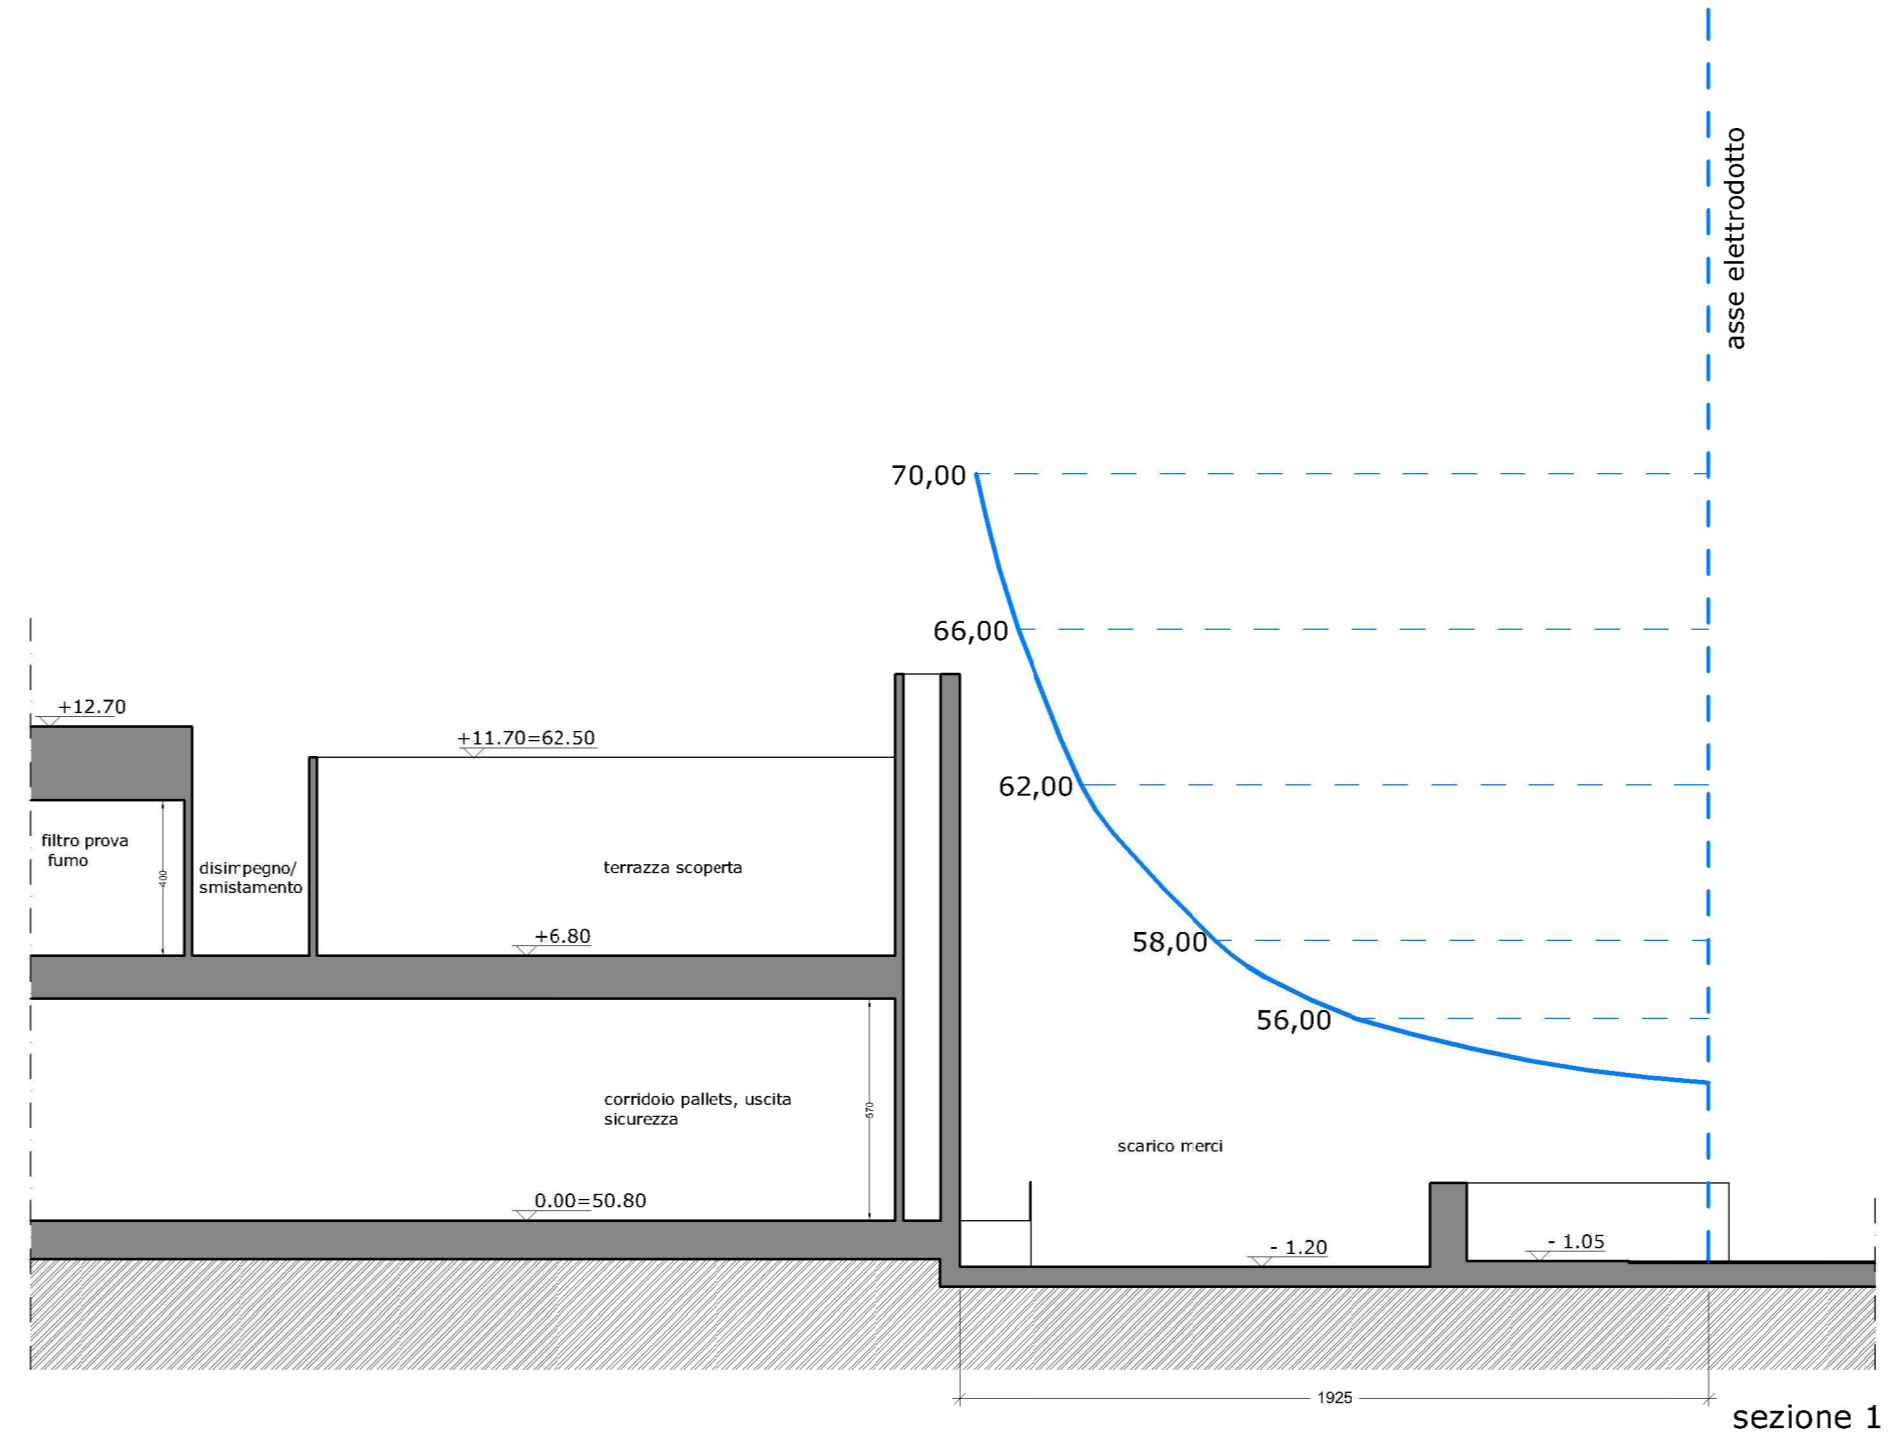 asse elettrodotto
70,00
66,00
+12.70
+11.70=62.50
62,00
filtro prova
fumo
400
disimpegno/
smistamento
terrazza scoperta
+6.80
58,00
56,00
corridoio pallets, uscita
sicurezza
570
scarico merci
0.00=50.80
- 1.20
- 1.05
1925
sezione 1